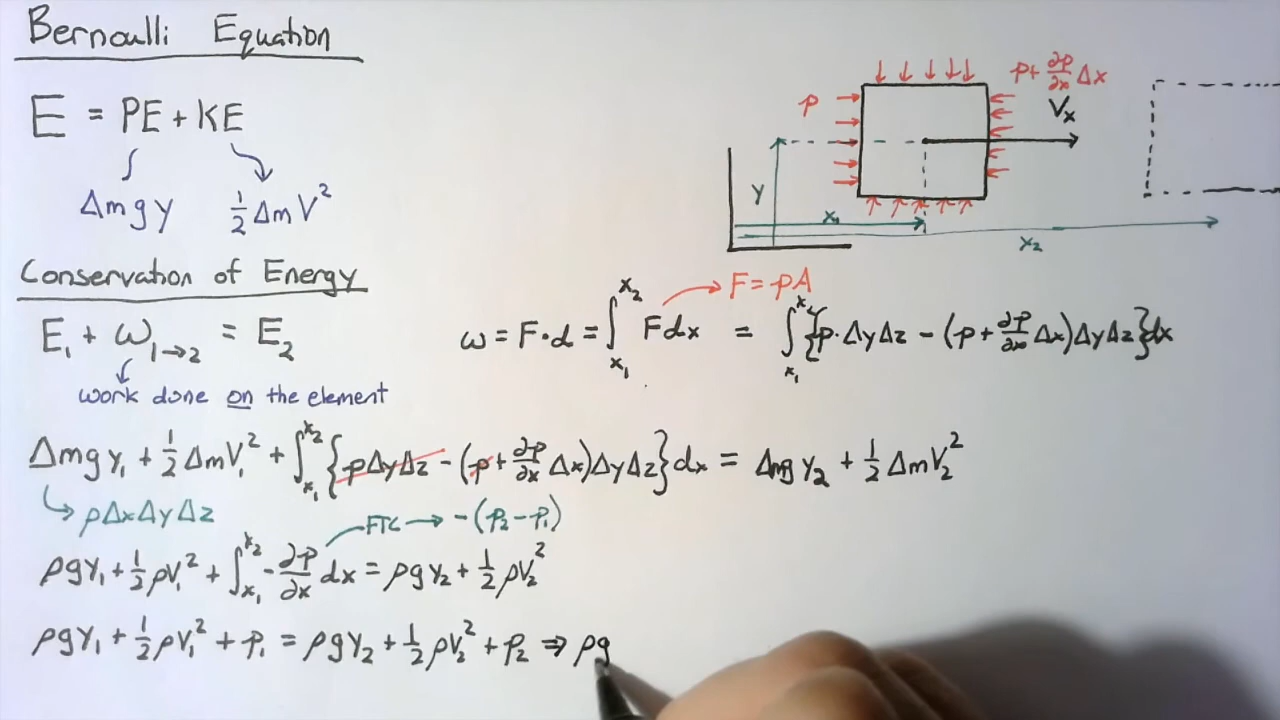 Bernoulli Equation
E = PE + KE
Δmgy ½ΔmV²
Conservation of Energy
E₁ + ω₁→₂ = E₂
work done on the element
p
p + ∂p/∂x Δx
Vₓ
y
x₁
x₂
F = pA
ω = F·d = ∫ₓ₁^x₂ F dx = ∫ₓ₁^x₂ {p·ΔyΔz − (p + ∂p/∂x Δx)ΔyΔz}dx
Δmgy₁ + ½ΔmV₁² + ∫ₓ₁^x₂ {pΔyΔz − (p + ∂p/∂x Δx)ΔyΔz}dx = Δmgy₂ + ½ΔmV₂²
↳ ρΔxΔyΔz
FTC → −(p₂ − p₁)
ρgy₁ + ½ρV₁² + ∫ₓ₁^x₂ −∂p/∂x dx = ρgy₂ + ½ρV₂²
ρgy₁ + ½ρV₁² + p₁ = ρgy₂ + ½ρV₂² + p₂ ⇒ ρg